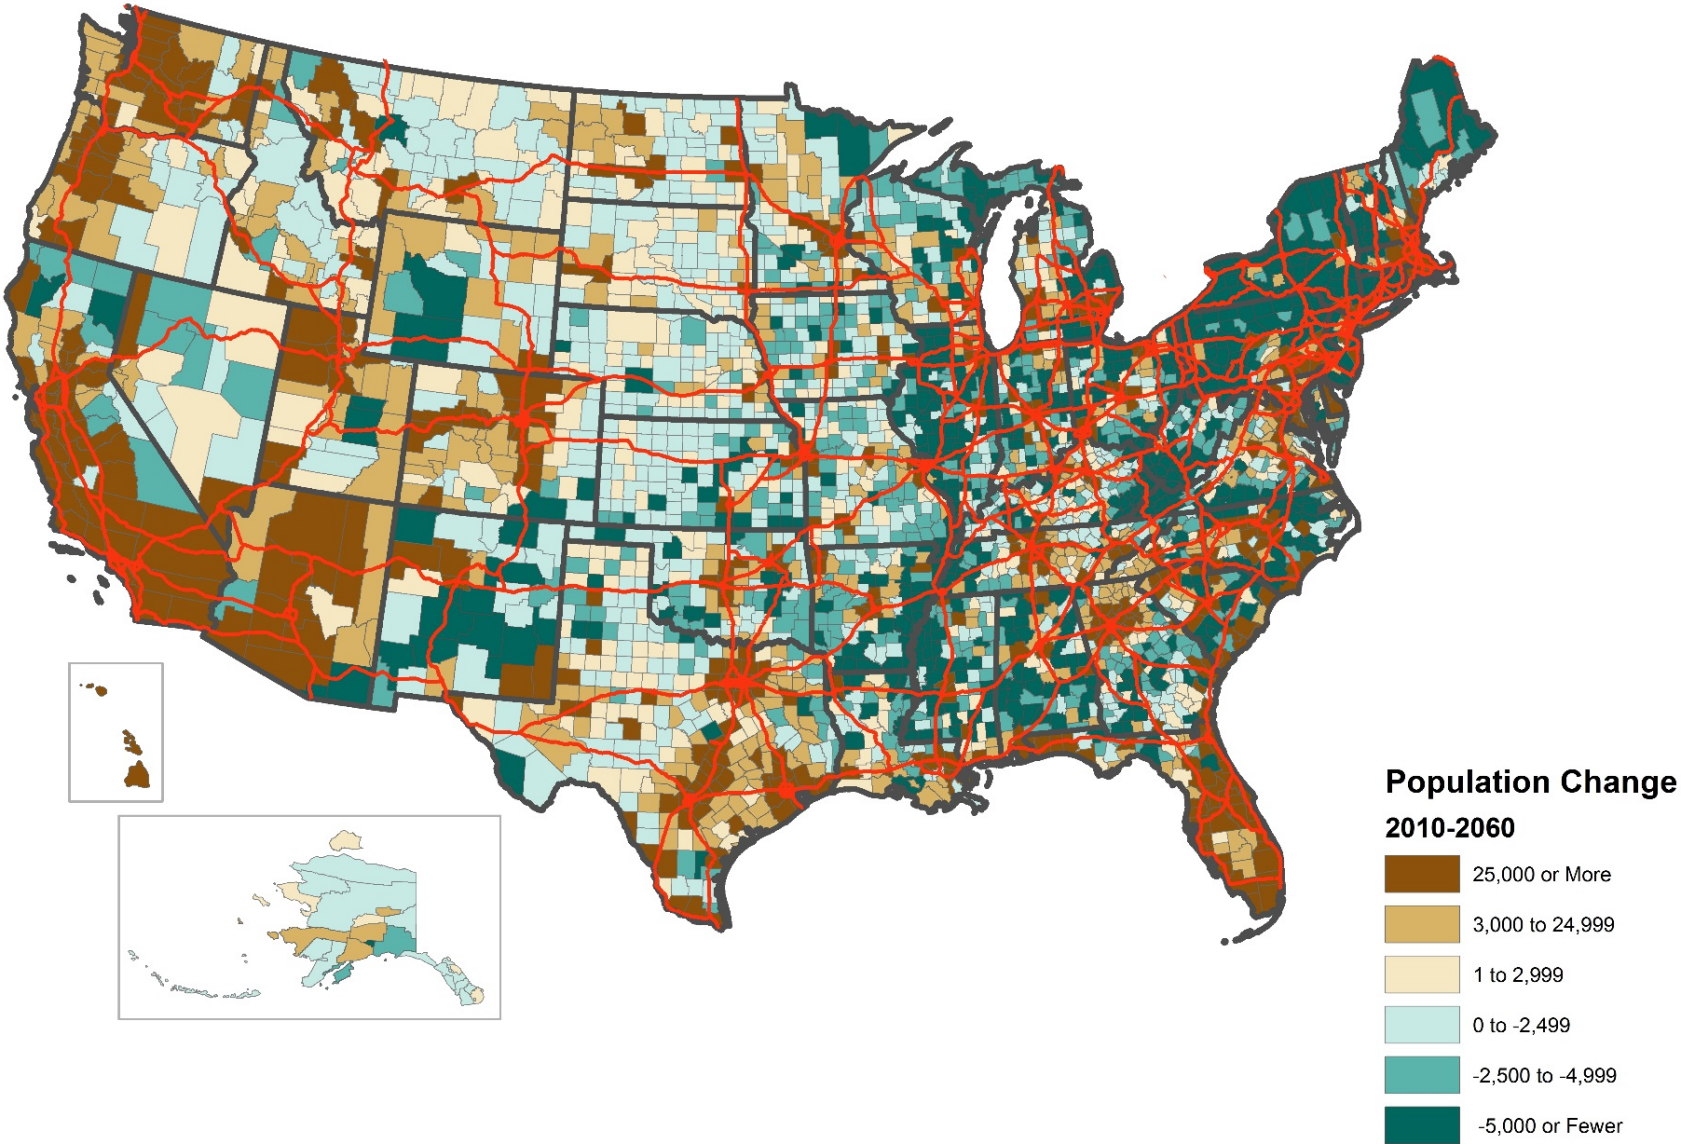 Population Change
2010-2060
25,000 or More
3,000 to 24,999
1 to 2,999
0 to -2,499
-2,500 to -4,999
-5,000 or Fewer